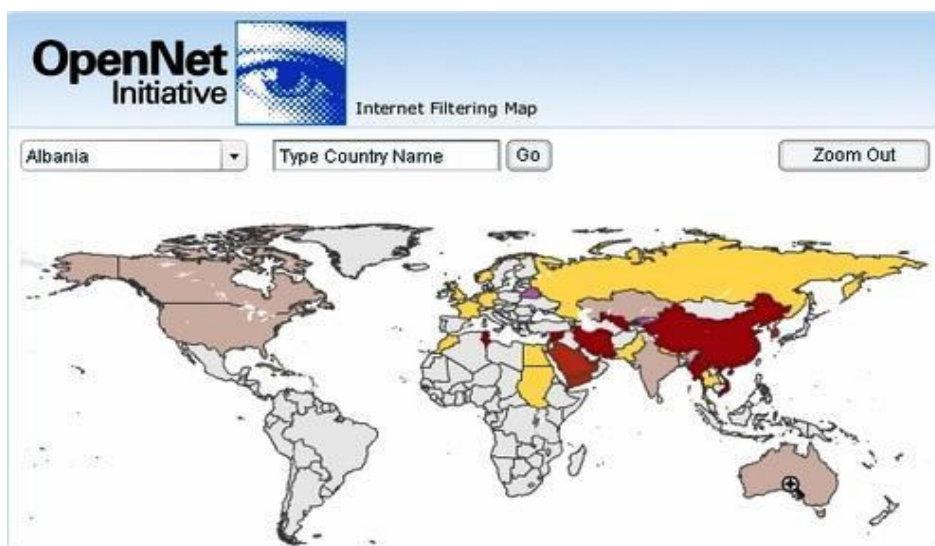 OpenNet
Initiative
Internet Filtering Map
Albania
Type Country Name
Go
Zoom Out